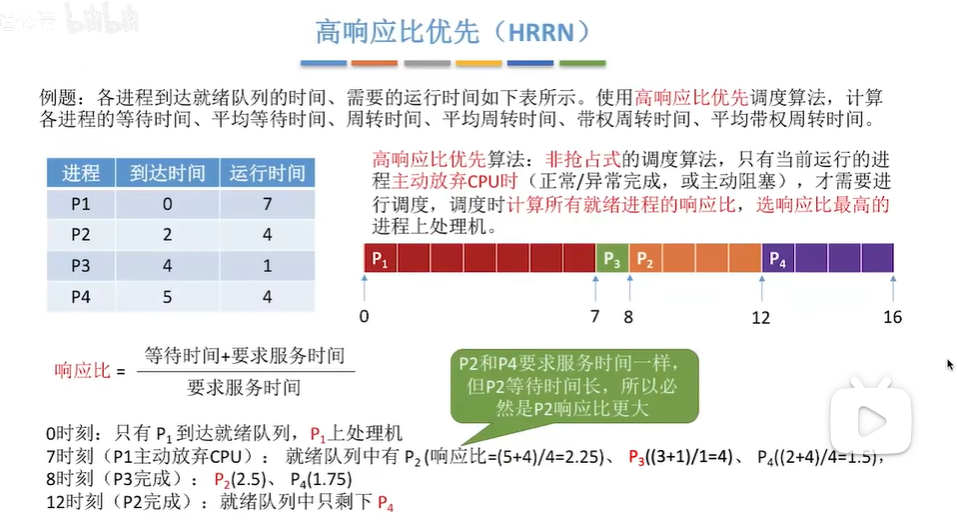 bilibili
高响应比优先（HRRN）
例题：各进程到达就绪队列的时间、需要的运行时间如下表所示。使用高响应比优先调度算法，计算
各进程的等待时间、平均等待时间、周转时间、平均周转时间、带权周转时间、平均带权周转时间。
进程 到达时间 运行时间
P1 0 7
P2 2 4
P3 4 1
P4 5 4
高响应比优先算法：非抢占式的调度算法，只有当前运行的进
程主动放弃CPU时（正常/异常完成，或主动阻塞），才需要进
行调度，调度时计算所有就绪进程的响应比，选响应比最高的
进程上处理机。
P₁ P₃ P₂ P₄
0 7 8 12 16
响应比 = 等待时间+要求服务时间
要求服务时间
P2和P4要求服务时间一样，
但P2等待时间长，所以必
然是P2响应比更大
0时刻：只有 P₁ 到达就绪队列，P₁上处理机
7时刻（P1主动放弃CPU）： 就绪队列中有 P₂ (响应比=(5+4)/4=2.25)、 P₃((3+1)/1=4)、 P₄((2+4)/4=1.5)，
8时刻（P3完成）： P₂(2.5)、 P₄(1.75)
12时刻（P2完成）：就绪队列中只剩下 P₄